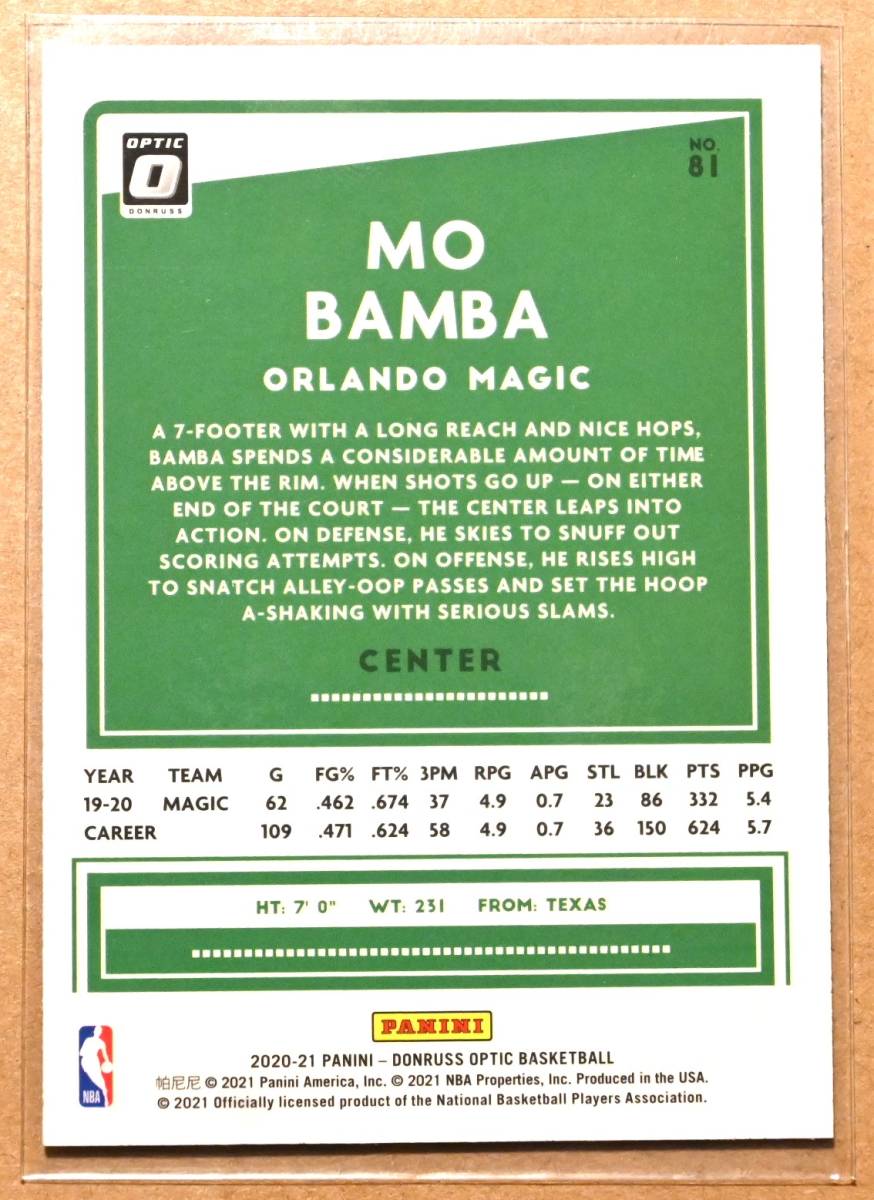 OPTIC
O
DONRUSS
NO.
81
MO
BAMBA
ORLANDO MAGIC
A 7-FOOTER WITH A LONG REACH AND NICE HOPS,
BAMBA SPENDS A CONSIDERABLE AMOUNT OF TIME
ABOVE THE RIM. WHEN SHOTS GO UP — ON EITHER
END OF THE COURT — THE CENTER LEAPS INTO
ACTION. ON DEFENSE, HE SKIES TO SNUFF OUT
SCORING ATTEMPTS. ON OFFENSE, HE RISES HIGH
TO SNATCH ALLEY-OOP PASSES AND SET THE HOOP
A-SHAKING WITH SERIOUS SLAMS.
CENTER
YEAR TEAM G FG% FT% 3PM RPG APG STL BLK PTS PPG
19-20 MAGIC 62 .462 .674 37 4.9 0.7 23 86 332 5.4
CAREER 109 .471 .624 58 4.9 0.7 36 150 624 5.7
HT: 7' 0" WT: 231 FROM: TEXAS
PANINI
2020-21 PANINI – DONRUSS OPTIC BASKETBALL
帕尼尼 © 2021 Panini America, Inc. © 2021 NBA Properties, Inc. Produced in the USA.
© 2021 Officially licensed product of the National Basketball Players Association.
NBA